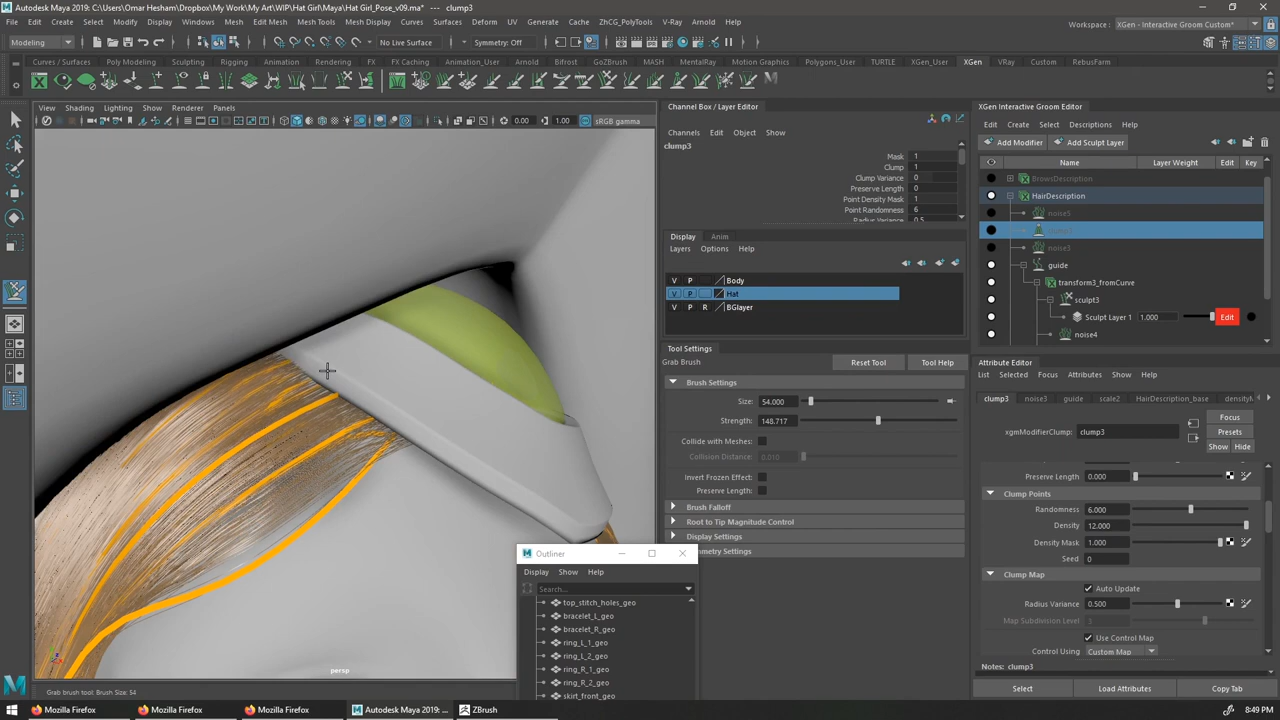 Autodesk Maya 2019: C:\Users\Omar Hesham\Dropbox\My Work\My Art\WIP\Hat Girl\Maya\Hat Girl_Pose_v09.ma* --- clump3
File Edit Create Select Modify Display Windows Mesh Edit Mesh Mesh Tools Mesh Display Curves Surfaces Deform UV Generate Cache ZhCG_PolyTools V-Ray Arnold Help
Workspace : XGen - Interactive Groom Custom*
Modeling No Live Surface Symmetry: Off
Curves / Surfaces Poly Modeling Sculpting Rigging Animation Rendering FX FX Caching Animation_User Arnold Bifrost GoZBrush MASH MentalRay Motion Graphics Polygons_User TURTLE XGen_User XGen VRay Custom RebusFarm
View Shading Lighting Show Renderer Panels
0.00 1.00 sRGB gamma
persp
Grab brush tool. Brush Size: 54
Outliner
Display Show Help
Search...
top_stitch_holes_geo
bracelet_L_geo
bracelet_R_geo
ring_L_1_geo
ring_L_2_geo
ring_R_1_geo
ring_R_2_geo
skirt_front_geo
Channel Box / Layer Editor
Channels Edit Object Show
clump3
Mask 1
Clump 1
Clump Variance 0
Preserve Length 0
Point Density Mask 1
Point Randomness 6
Radius Variance 0.5
Display Anim
Layers Options Help
V P Body
V P Hat
V P R BGlayer
Tool Settings
Grab Brush Reset Tool Tool Help
Brush Settings
Size: 54.000
Strength: 148.717
Collide with Meshes:
Collision Distance: 0.010
Invert Frozen Effect:
Preserve Length:
Brush Falloff
Root to Tip Magnitude Control
Display Settings
mmetry Settings
XGen Interactive Groom Editor
Edit Create Select Descriptions Help
Add Modifier Add Sculpt Layer
Name Layer Weight Edit Key
BrowsDescription
HairDescription
noise5
clump3
noise3
guide
transform3_fromCurve
sculpt3
Sculpt Layer 1 1.000 Edit
noise4
Attribute Editor
List Selected Focus Attributes Show Help
clump3 noise3 guide scale2 HairDescription_base densityM
xgmModifierClump: clump3
Focus
Presets
Show Hide
Preserve Length 0.000
Clump Points
Randomness 6.000
Density 12.000
Density Mask 1.000
Seed 0
Clump Map
Auto Update
Radius Variance 0.500
Map Subdivision Level 3
Use Control Map
Control Using Custom Map
Notes: clump3
Select Load Attributes Copy Tab
Mozilla Firefox Mozilla Firefox Mozilla Firefox Autodesk Maya 2019: ... ZBrush 8:49 PM